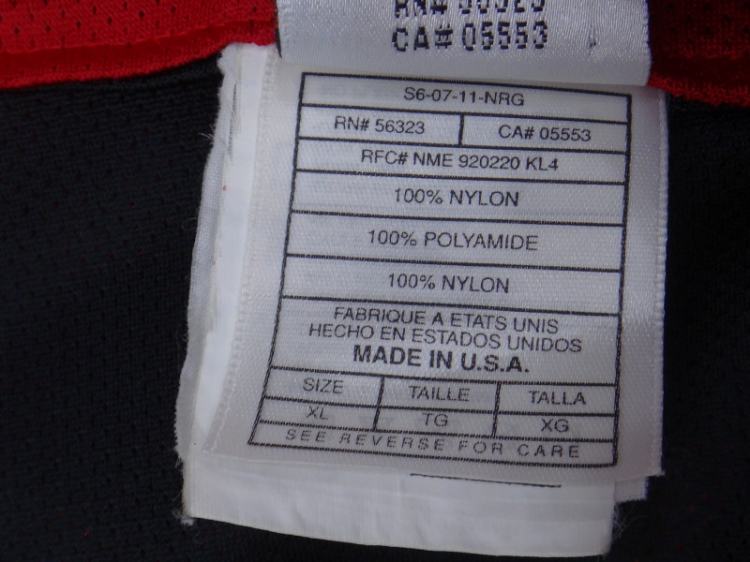 RN# 56323
CA# 05553
S6-07-11-NRG
RN# 56323 CA# 05553
RFC# NME 920220 KL4
100% NYLON
100% POLYAMIDE
100% NYLON
FABRIQUE A ETATS UNIS
HECHO EN ESTADOS UNIDOS
MADE IN U.S.A.
SIZE TAILLE TALLA
XL TG XG
SEE REVERSE FOR CARE